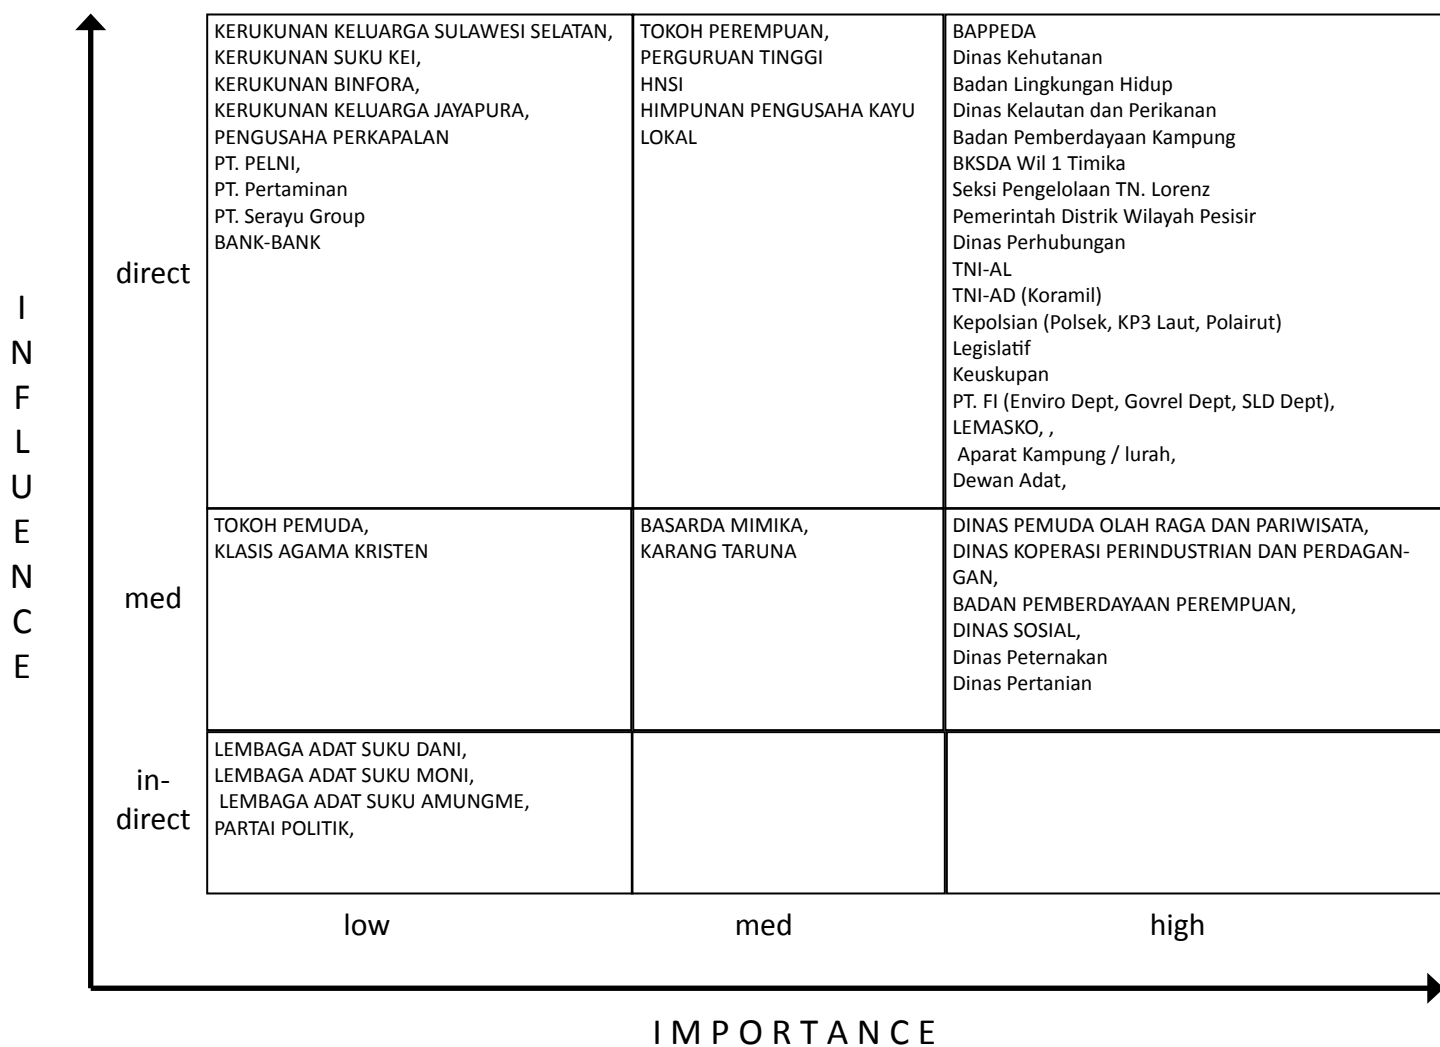 INFLUENCE
direct
KERUKUNAN KELUARGA SULAWESI SELATAN,
KERUKUNAN SUKU KEI,
KERUKUNAN BINFORA,
KERUKUNAN KELUARGA JAYAPURA,
PENGUSAHA PERKAPALAN
PT. PELNI,
PT. Pertaminan
PT. Serayu Group
BANK-BANK
TOKOH PEREMPUAN,
PERGURUAN TINGGI
HNSI
HIMPUNAN PENGUSAHA KAYU
LOKAL
BAPPEDA
Dinas Kehutanan
Badan Lingkungan Hidup
Dinas Kelautan dan Perikanan
Badan Pemberdayaan Kampung
BKSDA Wil 1 Timika
Seksi Pengelolaan TN. Lorenz
Pemerintah Distrik Wilayah Pesisir
Dinas Perhubungan
TNI-AL
TNI-AD (Koramil)
Kepolsian (Polsek, KP3 Laut, Polairut)
Legislatif
Keuskupan
PT. FI (Enviro Dept, Govrel Dept, SLD Dept),
LEMASKO, ,
Aparat Kampung / lurah,
Dewan Adat,
med
TOKOH PEMUDA,
KLASIS AGAMA KRISTEN
BASARDA MIMIKA,
KARANG TARUNA
DINAS PEMUDA OLAH RAGA DAN PARIWISATA,
DINAS KOPERASI PERINDUSTRIAN DAN PERDAGAN-
GAN,
BADAN PEMBERDAYAAN PEREMPUAN,
DINAS SOSIAL,
Dinas Peternakan
Dinas Pertanian
in-
direct
LEMBAGA ADAT SUKU DANI,
LEMBAGA ADAT SUKU MONI,
LEMBAGA ADAT SUKU AMUNGME,
PARTAI POLITIK,
low
med
high
IMPORTANCE